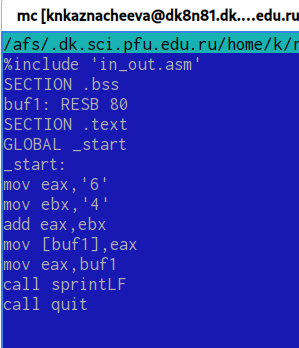 mc [knkaznacheeva@dk8n81.dk....edu.ru
/afs/.dk.sci.pfu.edu.ru/home/k/
%include 'in_out.asm'
SECTION .bss
buf1: RESB 80
SECTION .text
GLOBAL _start
_start:
mov eax,'6'
mov ebx,'4'
add eax,ebx
mov [buf1],eax
mov eax,buf1
call sprintLF
call quit